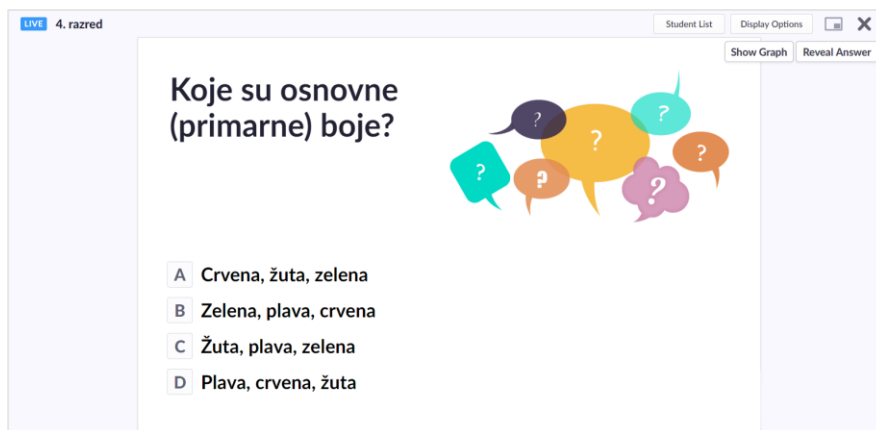 LIVE 4. razred Student List Display Options
Show Graph Reveal Answer
Koje su osnovne
(primarne) boje?
? ? ?
? ? ? ?
A Crvena, žuta, zelena
B Zelena, plava, crvena
C Žuta, plava, zelena
D Plava, crvena, žuta